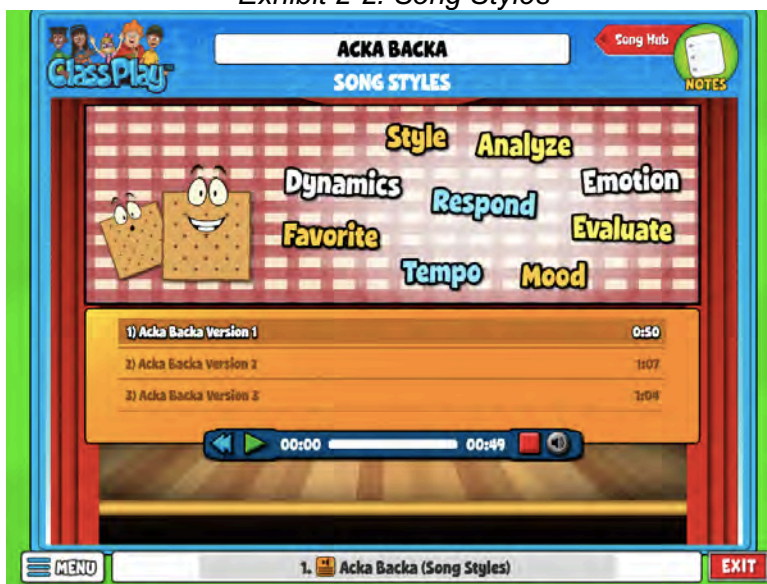 Exhibit 2-2. Song Styles
ClassPlay™
ACKA BACKA
Song Hub
SONG STYLES
NOTES
Style
Analyze
Dynamics
Respond
Emotion
Favorite
Evaluate
Tempo
Mood
1) Acka Backa Version 1 0:50
2) Acka Backa Version 2 1:07
3) Acka Backa Version 3 1:04
00:00 00:49
MENU 1. Acka Backa (Song Styles) EXIT